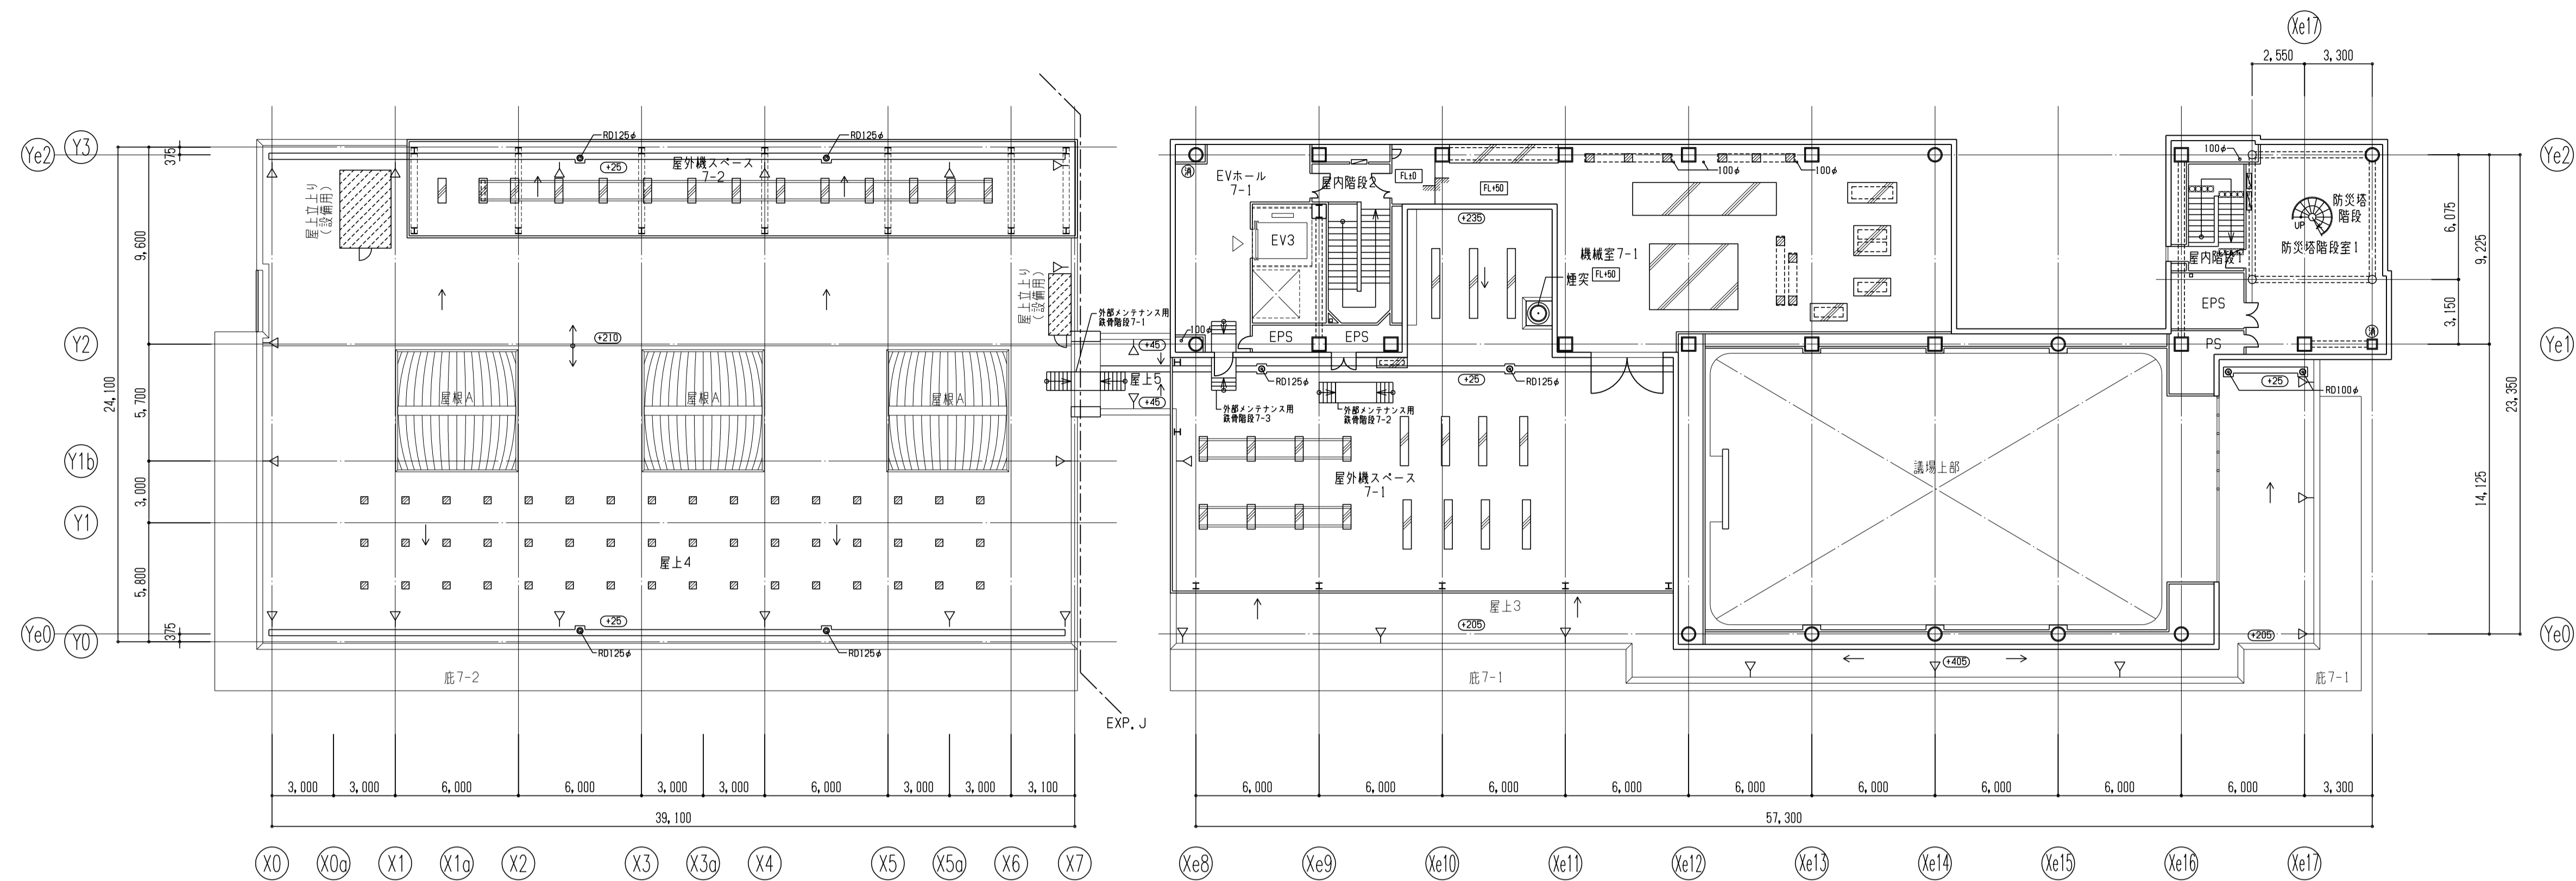 Xe17
2,550
3,300
Ye2
Y3
375
RD125φ
RD125φ
+25
屋外機スペース
7-2
屋上立上り
(設備用)
9,600
屋上立上り
(設備用)
外部メンテナンス用
鉄骨階段7-1
Y2
+210
+45
屋上5
+45
24,100
5,700
屋根A
屋根A
屋根A
Y1b
3,000
Y1
屋上4
5,800
Ye0
Y0
375
+25
RD125φ
RD125φ
庇7-2
EXP.J
消
EVホール
7-1
屋内階段2
FL±0
FL+50
+235
100φ
100φ
EV3
機械室7-1
煙突
FL+50
100φ
EPS
EPS
RD125φ
+25
RD125φ
外部メンテナンス用
鉄骨階段7-3
外部メンテナンス用
鉄骨階段7-2
屋外機スペース
7-1
議場上部
屋上3
+205
+405
+205
庇7-1
庇7-1
100φ
防災塔
階段
UP
防災塔階段室1
屋内階段1
EPS
消
PS
+25
RD100φ
Ye2
6,075
9,225
3,150
Ye1
23,350
14,125
Ye0
3,000
3,000
6,000
6,000
3,000
3,000
6,000
3,000
3,000
3,100
39,100
6,000
6,000
6,000
6,000
6,000
6,000
6,000
6,000
6,000
3,300
57,300
X0
X0a
X1
X1a
X2
X3
X3a
X4
X5
X5a
X6
X7
Xe8
Xe9
Xe10
Xe11
Xe12
Xe13
Xe14
Xe15
Xe16
Xe17